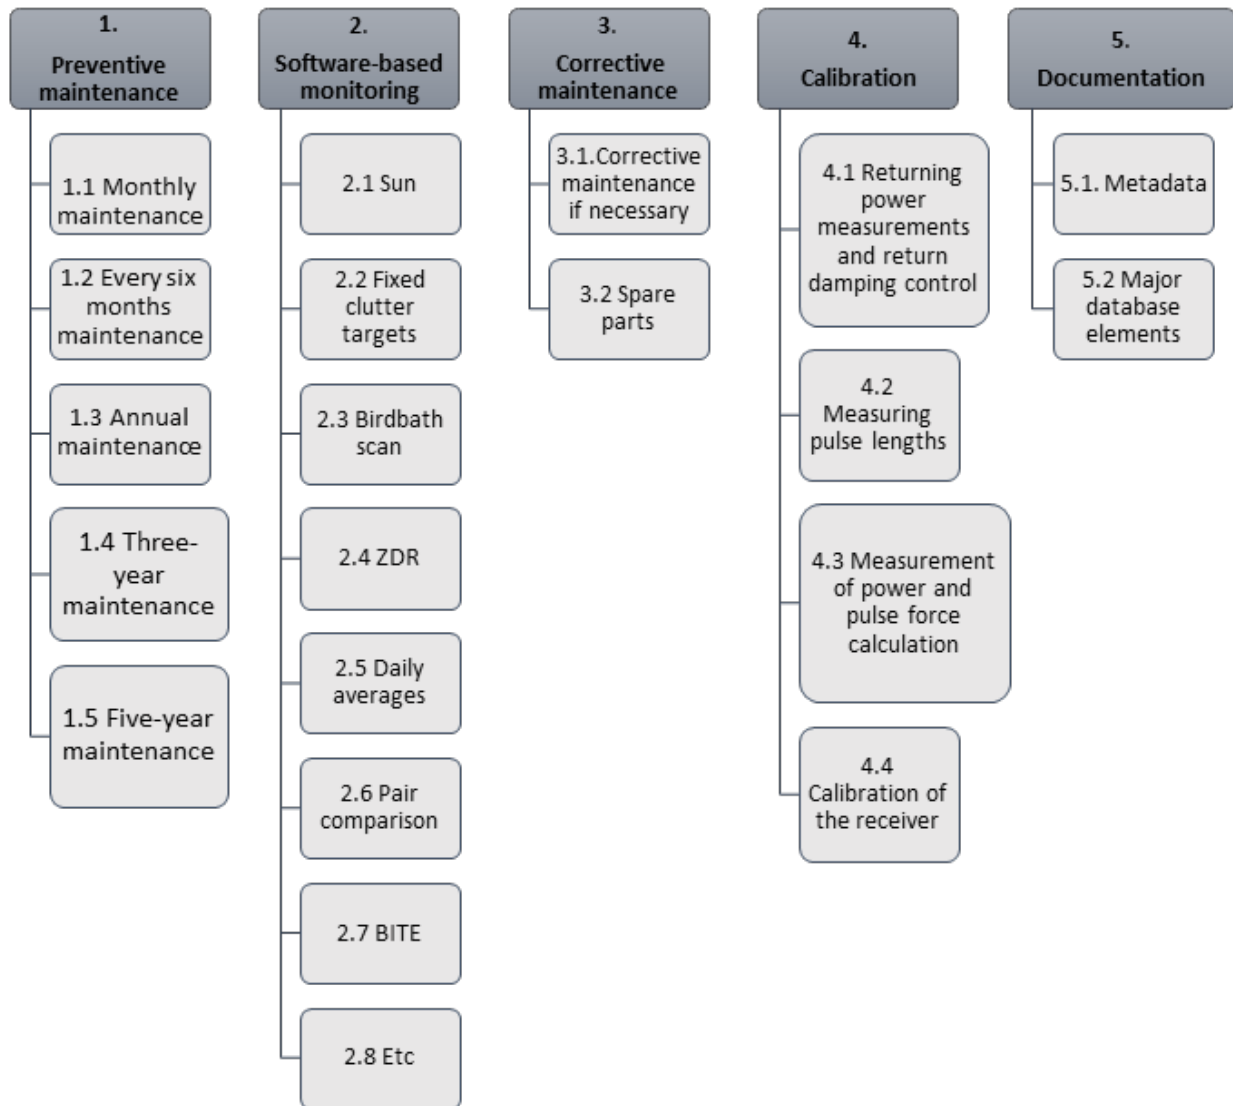 1.
Preventive
maintenance
1.1 Monthly
maintenance
1.2 Every six
months
maintenance
1.3 Annual
maintenance
1.4 Three-
year
maintenance
1.5 Five-year
maintenance
2.
Software-based
monitoring
2.1 Sun
2.2 Fixed
clutter
targets
2.3 Birdbath
scan
2.4 ZDR
2.5 Daily
averages
2.6 Pair
comparison
2.7 BITE
2.8 Etc
3.
Corrective
maintenance
3.1.Corrective
maintenance
if necessary
3.2 Spare
parts
4.
Calibration
4.1 Returning
power
measurements
and return
damping control
4.2
Measuring
pulse lengths
4.3 Measurement
of power and
pulse force
calculation
4.4
Calibration of
the receiver
5.
Documentation
5.1. Metadata
5.2 Major
database
elements